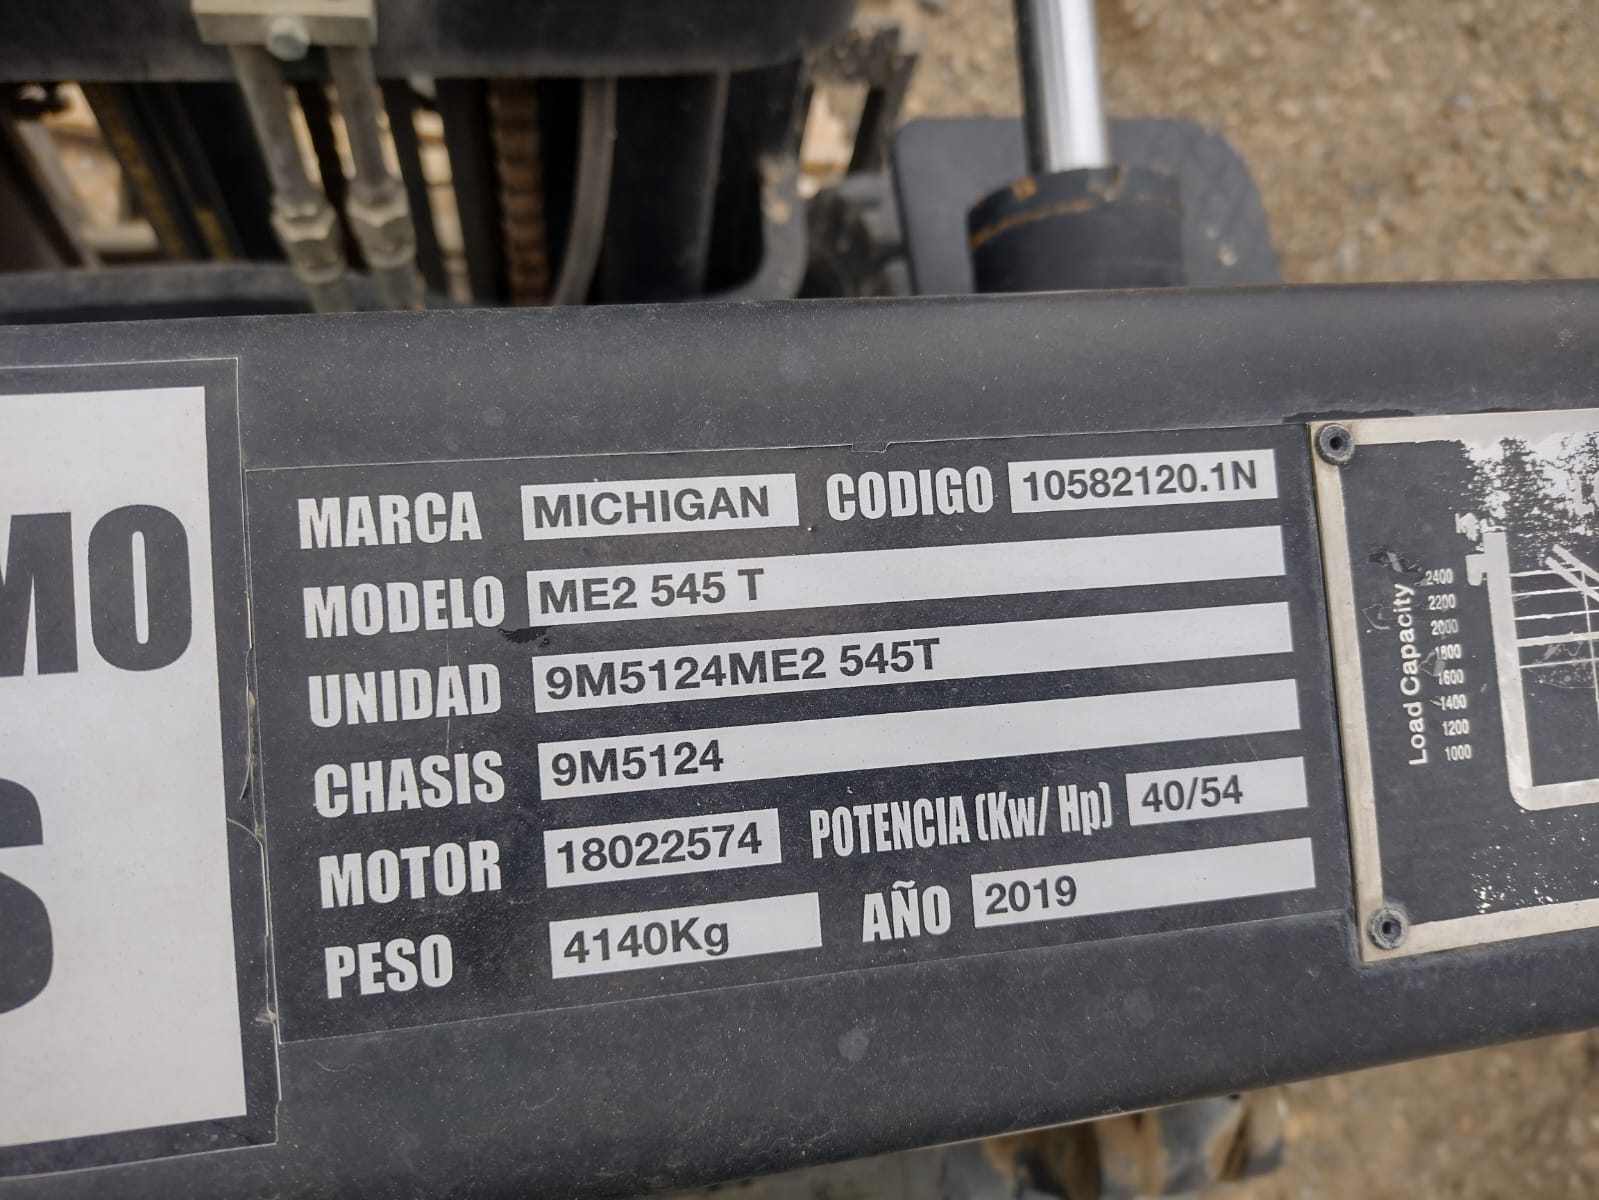 MO
S
MARCA MICHIGAN CODIGO 10582120.1N
MODELO ME2 545 T
UNIDAD 9M5124ME2 545T
CHASIS 9M5124
MOTOR 18022574 POTENCIA (Kw/ Hp) 40/54
PESO 4140Kg AÑO 2019
Load Capacity
2400
2200
2000
1800
1600
1400
1200
1000